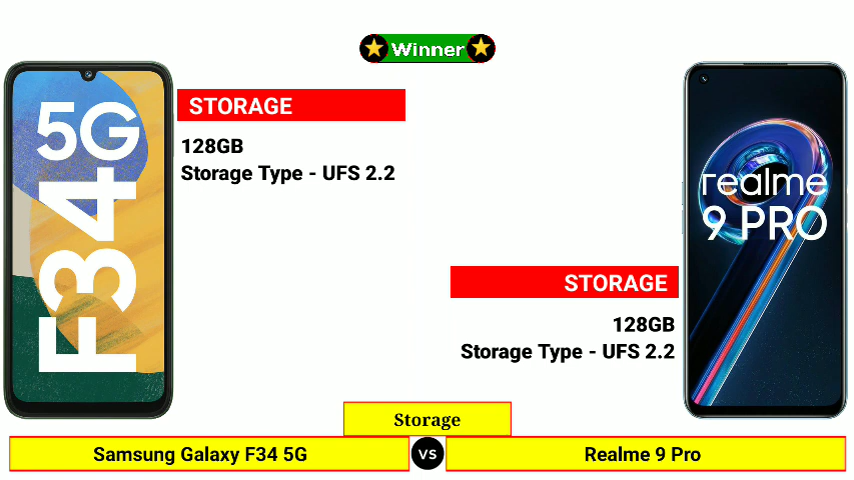 Winner
5G
F34
STORAGE
128GB
Storage Type - UFS 2.2
realme
9 PRO
STORAGE
128GB
Storage Type - UFS 2.2
Storage
Samsung Galaxy F34 5G
VS
Realme 9 Pro